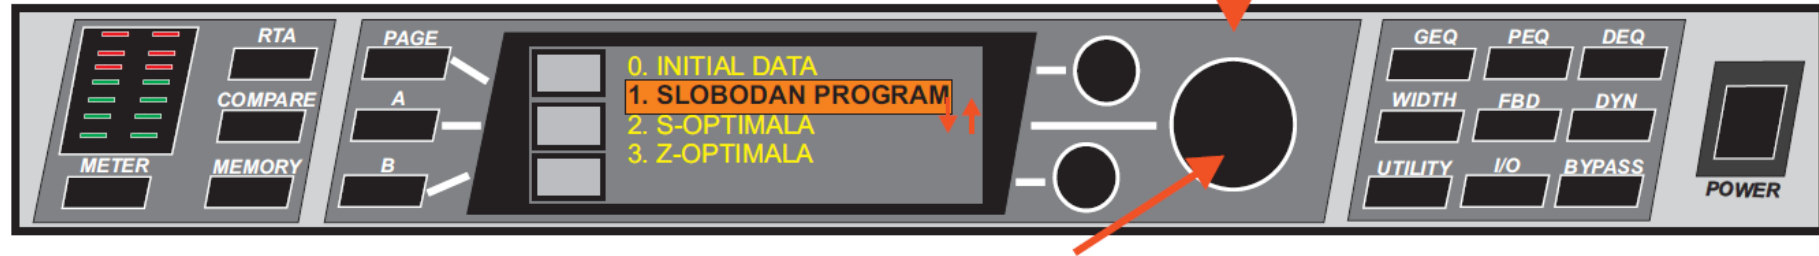 RTA
COMPARE
METER
MEMORY
PAGE
A
B
0. INITIAL DATA
1. SLOBODAN PROGRAM
2. S-OPTIMALA
3. Z-OPTIMALA
GEQ PEQ DEQ
WIDTH FBD DYN
UTILITY I/O BYPASS
POWER